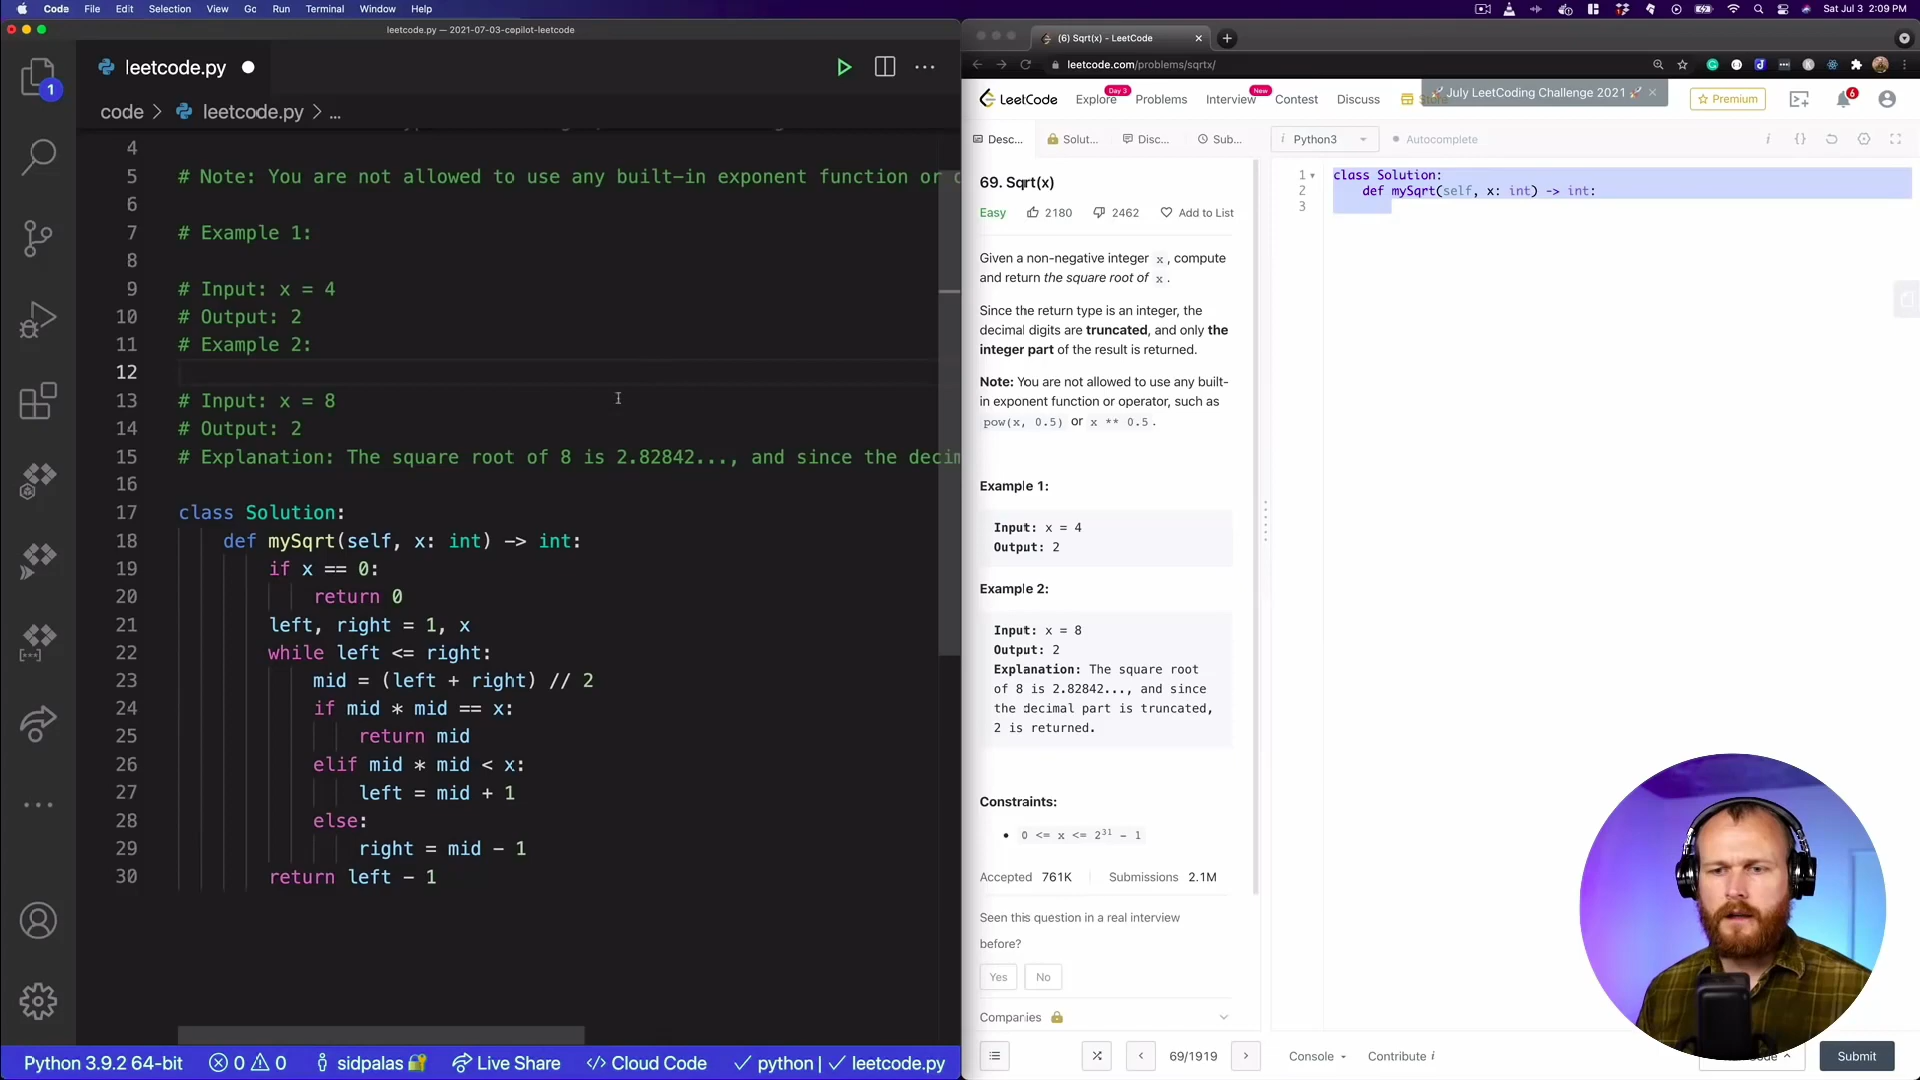 Code File Edit Selection View Go Run Terminal Window Help
Sat Jul 3 2:09 PM
leetcode.py — 2021-07-03-copilot-leetcode
leetcode.py
1
code > leetcode.py > ...
4
5 # Note: You are not allowed to use any built-in exponent function or
6
7 # Example 1:
8
9 # Input: x = 4
10 # Output: 2
11 # Example 2:
12
13 # Input: x = 8
14 # Output: 2
15 # Explanation: The square root of 8 is 2.82842..., and since the decim
16
17 class Solution:
18 def mySqrt(self, x: int) -> int:
19 if x == 0:
20 return 0
21 left, right = 1, x
22 while left <= right:
23 mid = (left + right) // 2
24 if mid * mid == x:
25 return mid
26 elif mid * mid < x:
27 left = mid + 1
28 else:
29 right = mid - 1
30 return left - 1
Python 3.9.2 64-bit 0 0 sidpalas Live Share Cloud Code python | leetcode.py
(6) Sqrt(x) - LeetCode
leetcode.com/problems/sqrtx/
LeetCode Explore Day 3 Problems Interview New Contest Discuss Store
July LeetCoding Challenge 2021
Premium 6
Desc... Solut... Disc... Sub...
i Python3 Autocomplete
69. Sqrt(x)
Easy 2180 2462 Add to List
Given a non-negative integer x, compute
and return the square root of x.
Since the return type is an integer, the
decimal digits are truncated, and only the
integer part of the result is returned.
Note: You are not allowed to use any built-
in exponent function or operator, such as
pow(x, 0.5) or x ** 0.5.
Example 1:
Input: x = 4
Output: 2
Example 2:
Input: x = 8
Output: 2
Explanation: The square root
of 8 is 2.82842..., and since
the decimal part is truncated,
2 is returned.
Constraints:
0 <= x <= 2³¹ - 1
Accepted 761K Submissions 2.1M
Seen this question in a real interview
before?
Yes No
Companies
69/1919
1 class Solution:
2 def mySqrt(self, x: int) -> int:
3
Console Contribute i
Submit